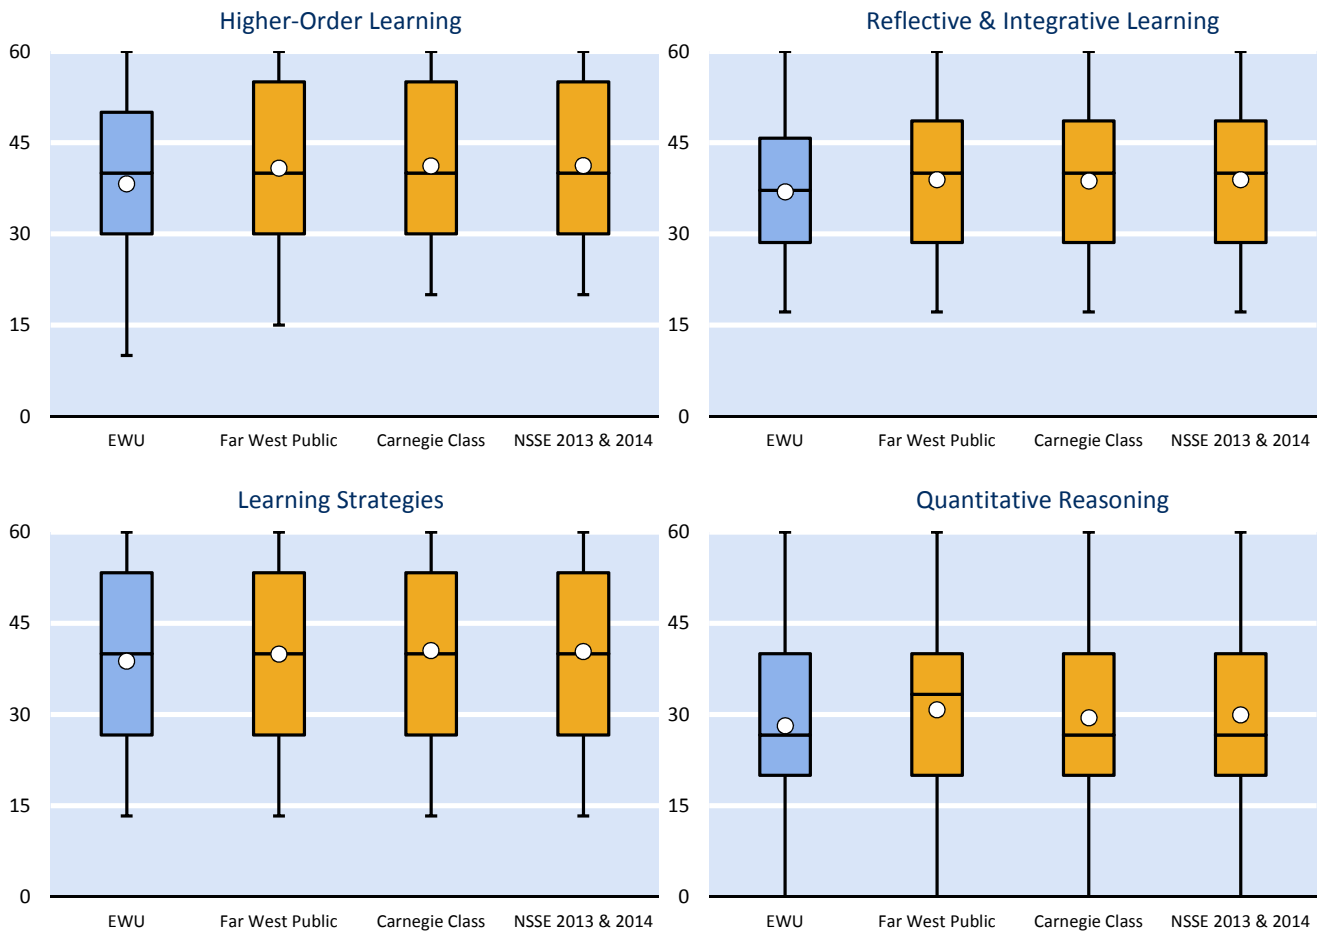 Higher-Order Learning
60
45
30
15
0
EWU Far West Public Carnegie Class NSSE 2013 & 2014
Reflective & Integrative Learning
60
45
30
15
0
EWU Far West Public Carnegie Class NSSE 2013 & 2014
Learning Strategies
60
45
30
15
0
EWU Far West Public Carnegie Class NSSE 2013 & 2014
Quantitative Reasoning
60
45
30
15
0
EWU Far West Public Carnegie Class NSSE 2013 & 2014